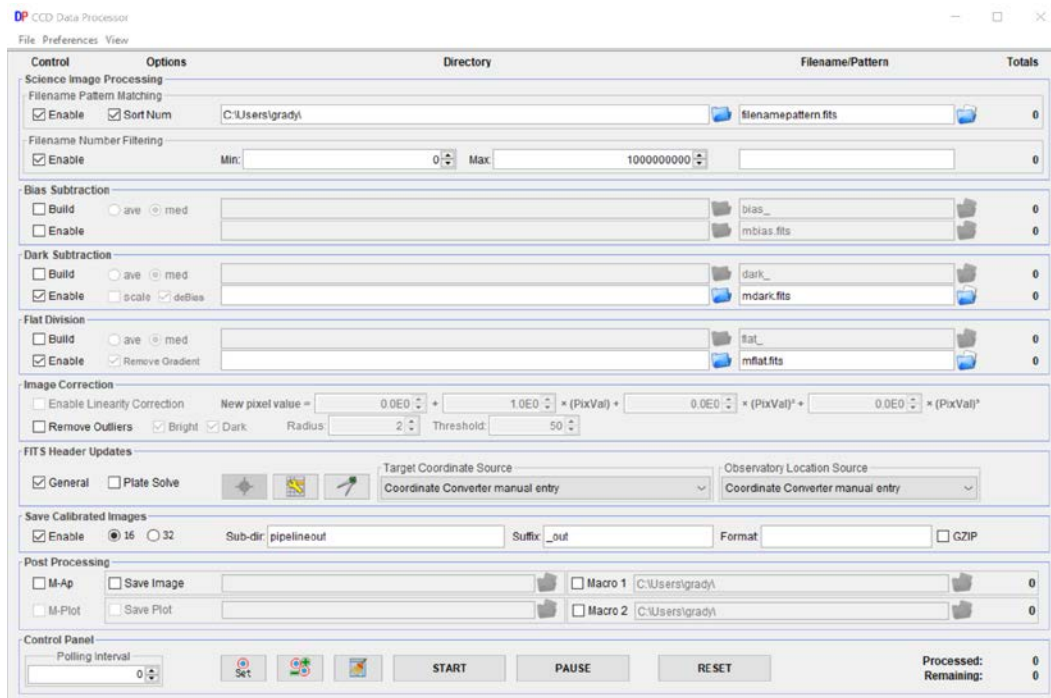 DP CCD Data Processor
File Preferences View
Control Options Directory Filename/Pattern Totals
Science Image Processing
Filename Pattern Matching
Enable Sort Num C:\Users\grady\ filenamepattern.fits 0
Filename Number Filtering
Enable Min: 0 Max: 1000000000 0
Bias Subtraction
Build ave med bias_ 0
Enable mbias.fits 0
Dark Subtraction
Build ave med dark_ 0
Enable scale deBias mdark.fits 0
Flat Division
Build ave med flat_ 0
Enable Remove Gradient mflat.fits 0
Image Correction
Enable Linearity Correction New pixel value = 0.0E0 + 1.0E0 × (PixVal) + 0.0E0 × (PixVal)² + 0.0E0 × (PixVal)³
Remove Outliers Bright Dark Radius: 2 Threshold: 50
FITS Header Updates
General Plate Solve Target Coordinate Source Observatory Location Source
Coordinate Converter manual entry Coordinate Converter manual entry
Save Calibrated Images
Enable 16 32 Sub-dir: pipelineout Suffix: _out Format: GZIP
Post Processing
M-Ap Save Image Macro 1 C:\Users\grady\ 0
M-Plot Save Plot Macro 2 C:\Users\grady\ 0
Control Panel
Polling Interval
0 Set START PAUSE RESET Processed: 0
Remaining: 0